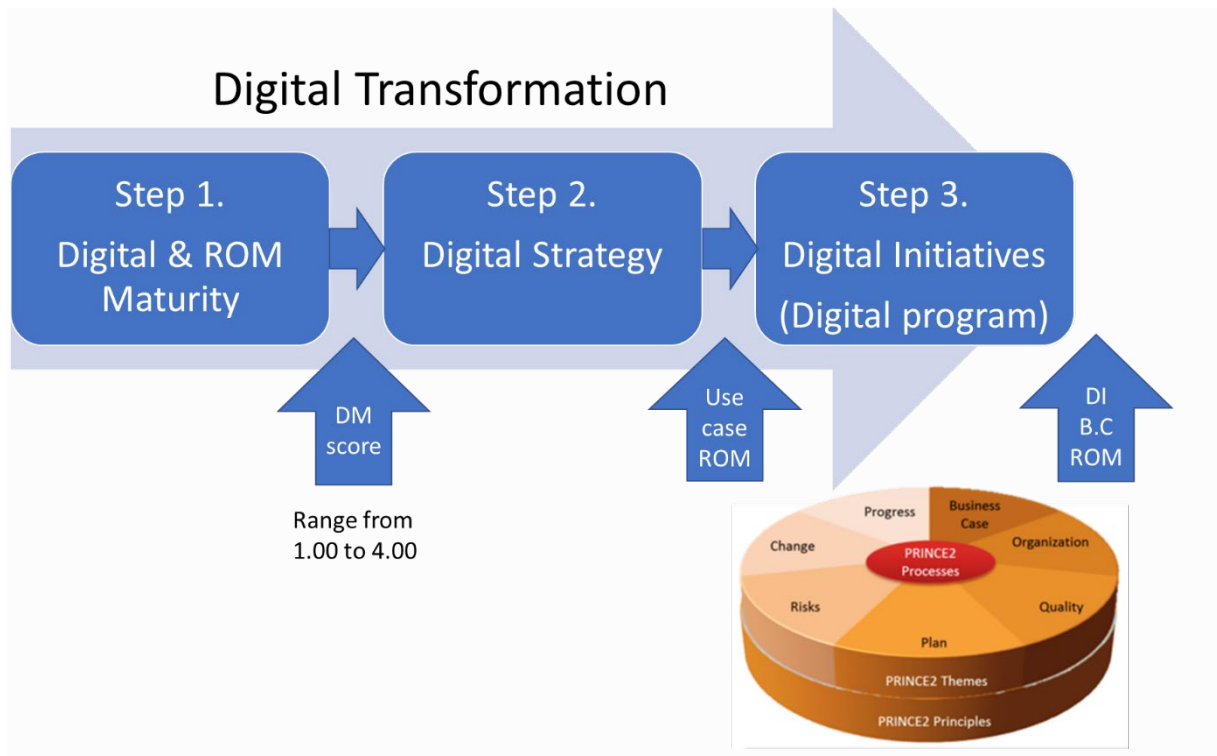 Digital Transformation
Step 1.
Digital & ROM
Maturity
Step 2.
Digital Strategy
Step 3.
Digital Initiatives
(Digital program)
DM
score
Use
case
ROM
DI
B.C
ROM
Range from
1.00 to 4.00
Progress
Business
Case
Change
Organization
PRINCE2
Processes
Risks
Quality
Plan
PRINCE2 Themes
PRINCE2 Principles